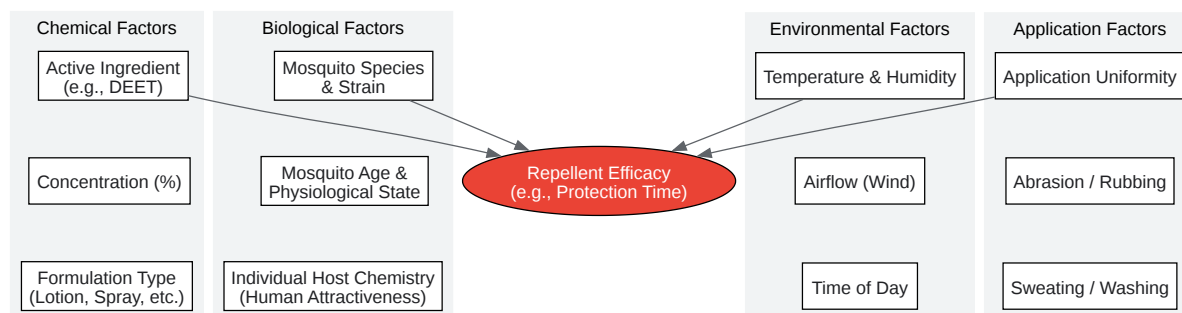 Chemical Factors
Active Ingredient
(e.g., DEET)
Concentration (%)
Formulation Type
(Lotion, Spray, etc.)
Biological Factors
Mosquito Species
& Strain
Mosquito Age &
Physiological State
Individual Host Chemistry
(Human Attractiveness)
Repellent Efficacy
(e.g., Protection Time)
Environmental Factors
Temperature & Humidity
Airflow (Wind)
Time of Day
Application Factors
Application Uniformity
Abrasion / Rubbing
Sweating / Washing